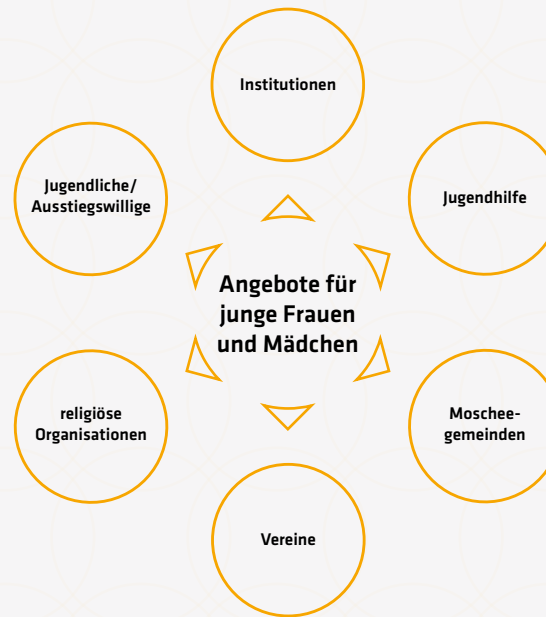 Institutionen
Jugendliche/
Ausstiegswillige
Jugendhilfe
Angebote für
junge Frauen
und Mädchen
religiöse
Organisationen
Moschee-
gemeinden
Vereine